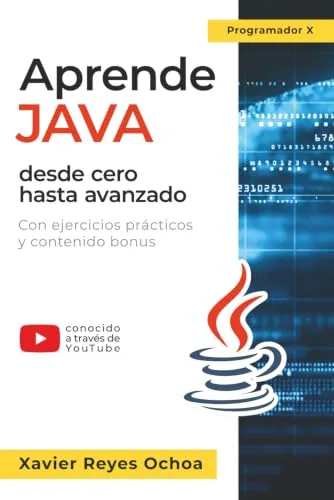 Programador X
Aprende
JAVA
desde cero
hasta avanzado
Con ejercicios prácticos
y contenido bonus
conocido
a través de
YouTube
Xavier Reyes Ochoa